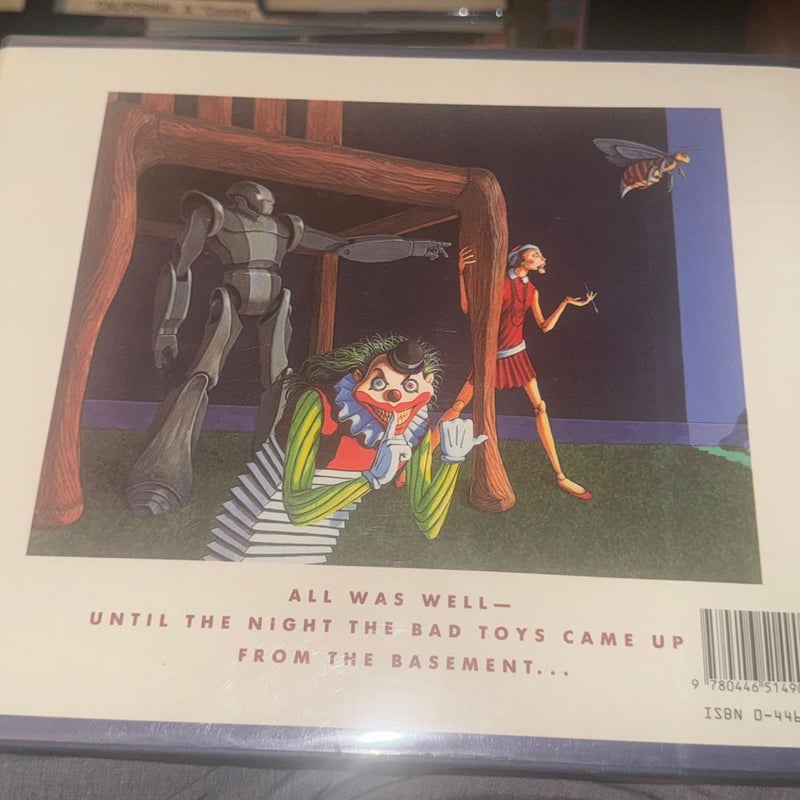 ALL WAS WELL—
UNTIL THE NIGHT THE BAD TOYS CAME UP
FROM THE BASEMENT...
9 780446 5149
ISBN 0-446